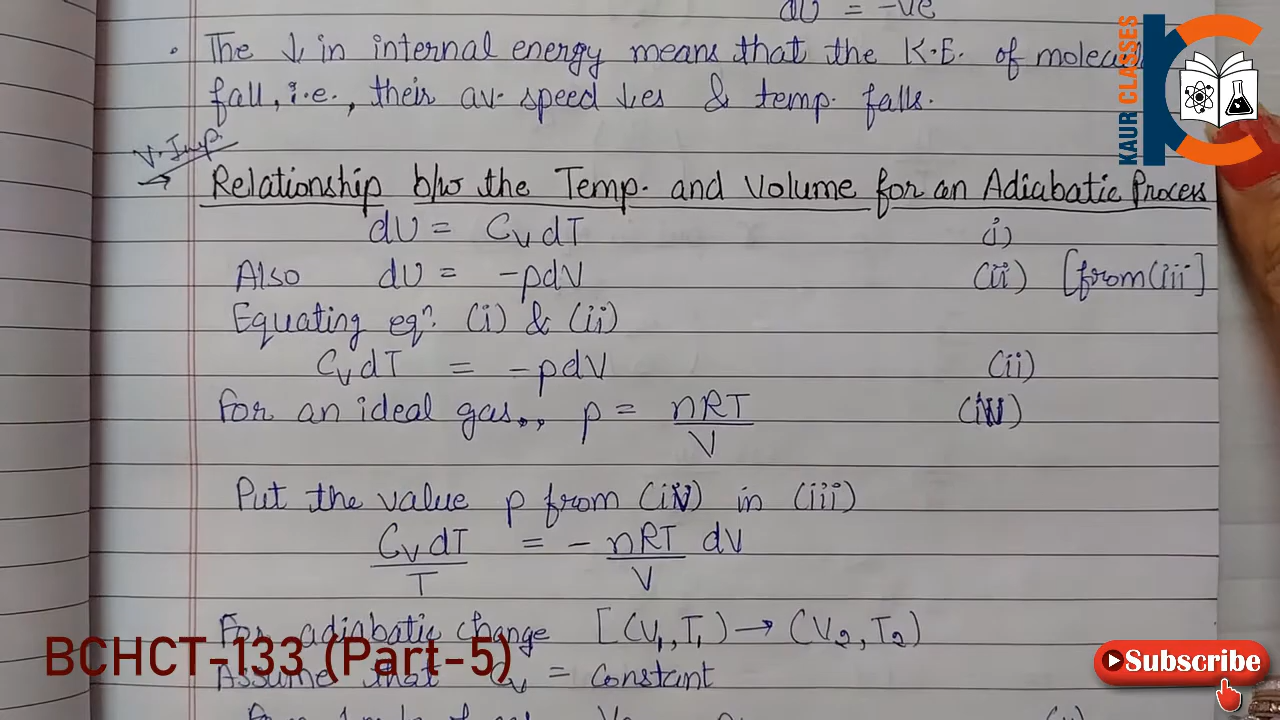 dU = -ve
• The ↓ in internal energy means that the K.E. of molecul
fall, i.e., their av. speed ↓es & temp. falls.
V. Imp.
→ Relationship b/w the Temp. and Volume for an Adiabatic Process
dU = CvdT i)
Also dU = -pdV (ii) [from(iii]
Equating eqn (i) & (ii)
CvdT = -pdV (ii)
For an ideal gas, p = nRT/V (iv)
Put the value p from (iv) in (iii)
CvdT/T = - nRT/V dV
For adiabatic change [(V1,T1) → (V2,T2)
Assume that Cv = Constant
KAUR CLASSES
BCHCT-133 (Part-5)
Subscribe